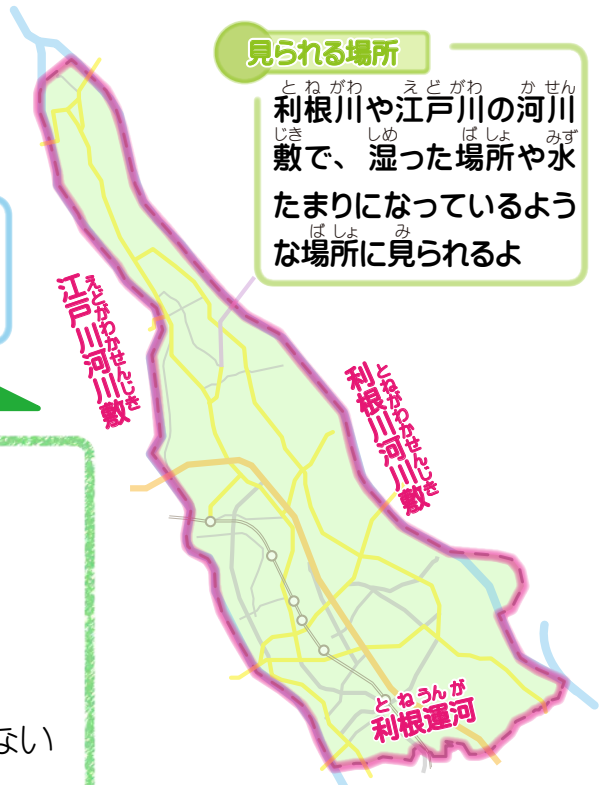 見られる場所
利根川や江戸川の河川
敷で、湿った場所や水
たまりになっているよう
な場所に見られるよ
江戸川河川敷
利根川河川敷
利根運河
ない